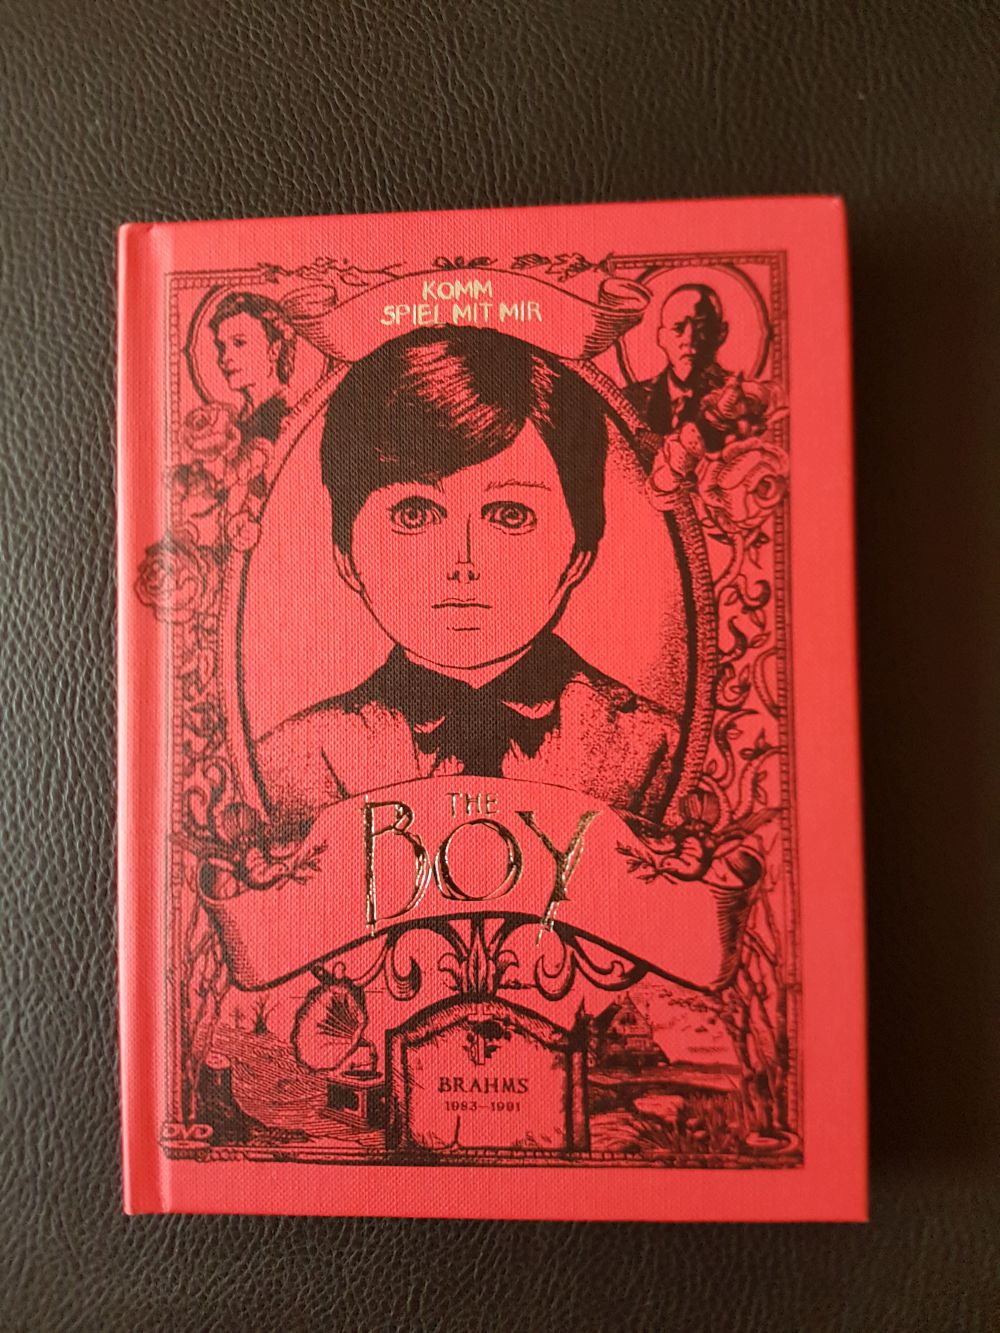 KOMM
SPIEL MIT MIR
THE
BOY
BRAHMS
1983–1991
DVD